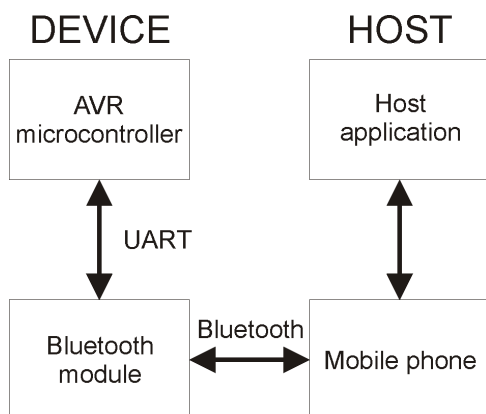 DEVICE
HOST
AVR
microcontroller
Host
application
UART
Bluetooth
Bluetooth
module
Mobile phone